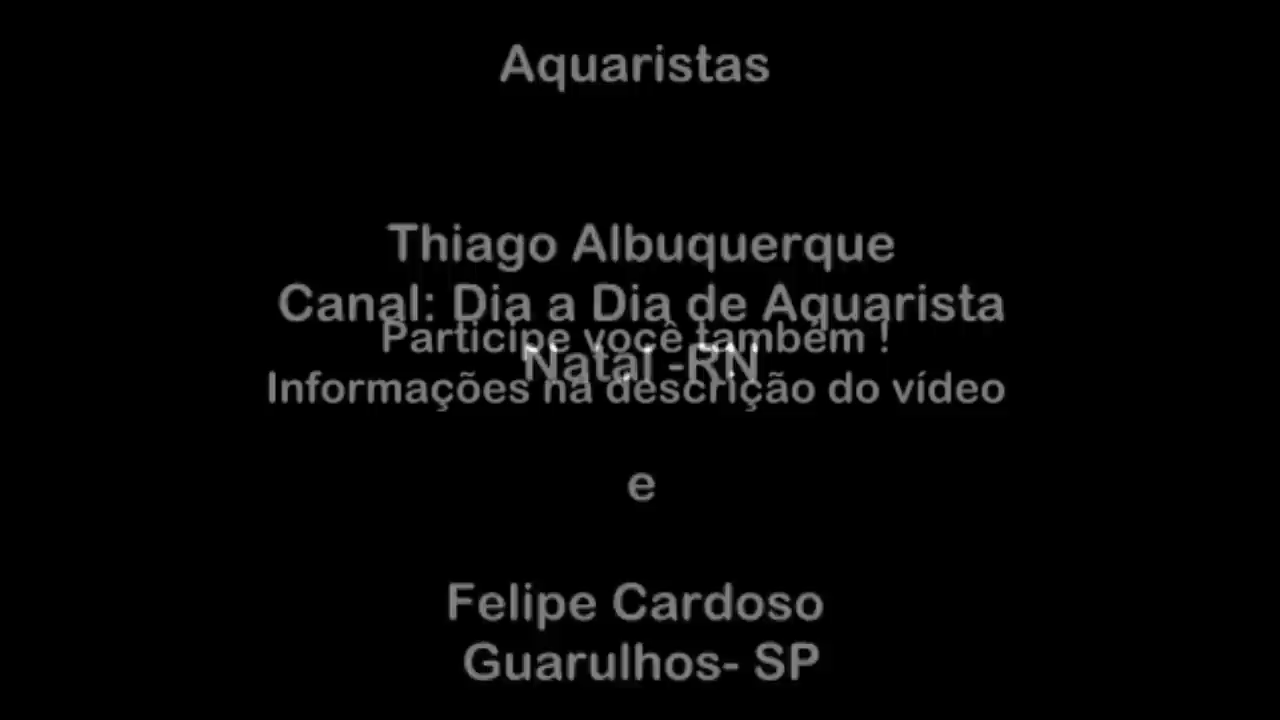 Aquaristas
Thiago Albuquerque
Canal: Dia a Dia de Aquarista
Participe você também !
Natal -RN
Informações na descrição do vídeo
e
Felipe Cardoso
Guarulhos- SP